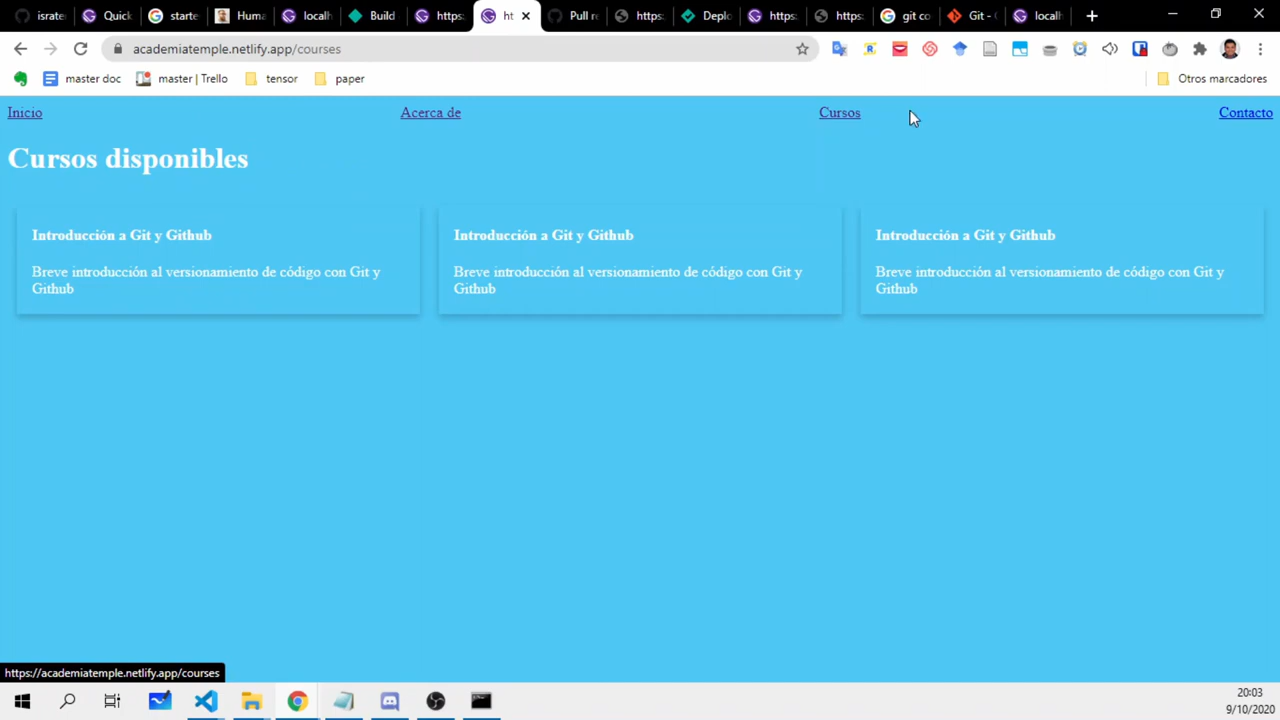 israte
Quick
starte
Huma
localh
Build
https:
ht
Pull re
https:
Deplo
https:
https:
git co
Git - (
localh
academiatemple.netlify.app/courses
master doc
master | Trello
tensor
paper
Otros marcadores
Inicio
Acerca de
Cursos
Contacto
Cursos disponibles
Introducción a Git y Github
Breve introducción al versionamiento de código con Git y
Github
Introducción a Git y Github
Breve introducción al versionamiento de código con Git y
Github
Introducción a Git y Github
Breve introducción al versionamiento de código con Git y
Github
https://academiatemple.netlify.app/courses
20:03
9/10/2020